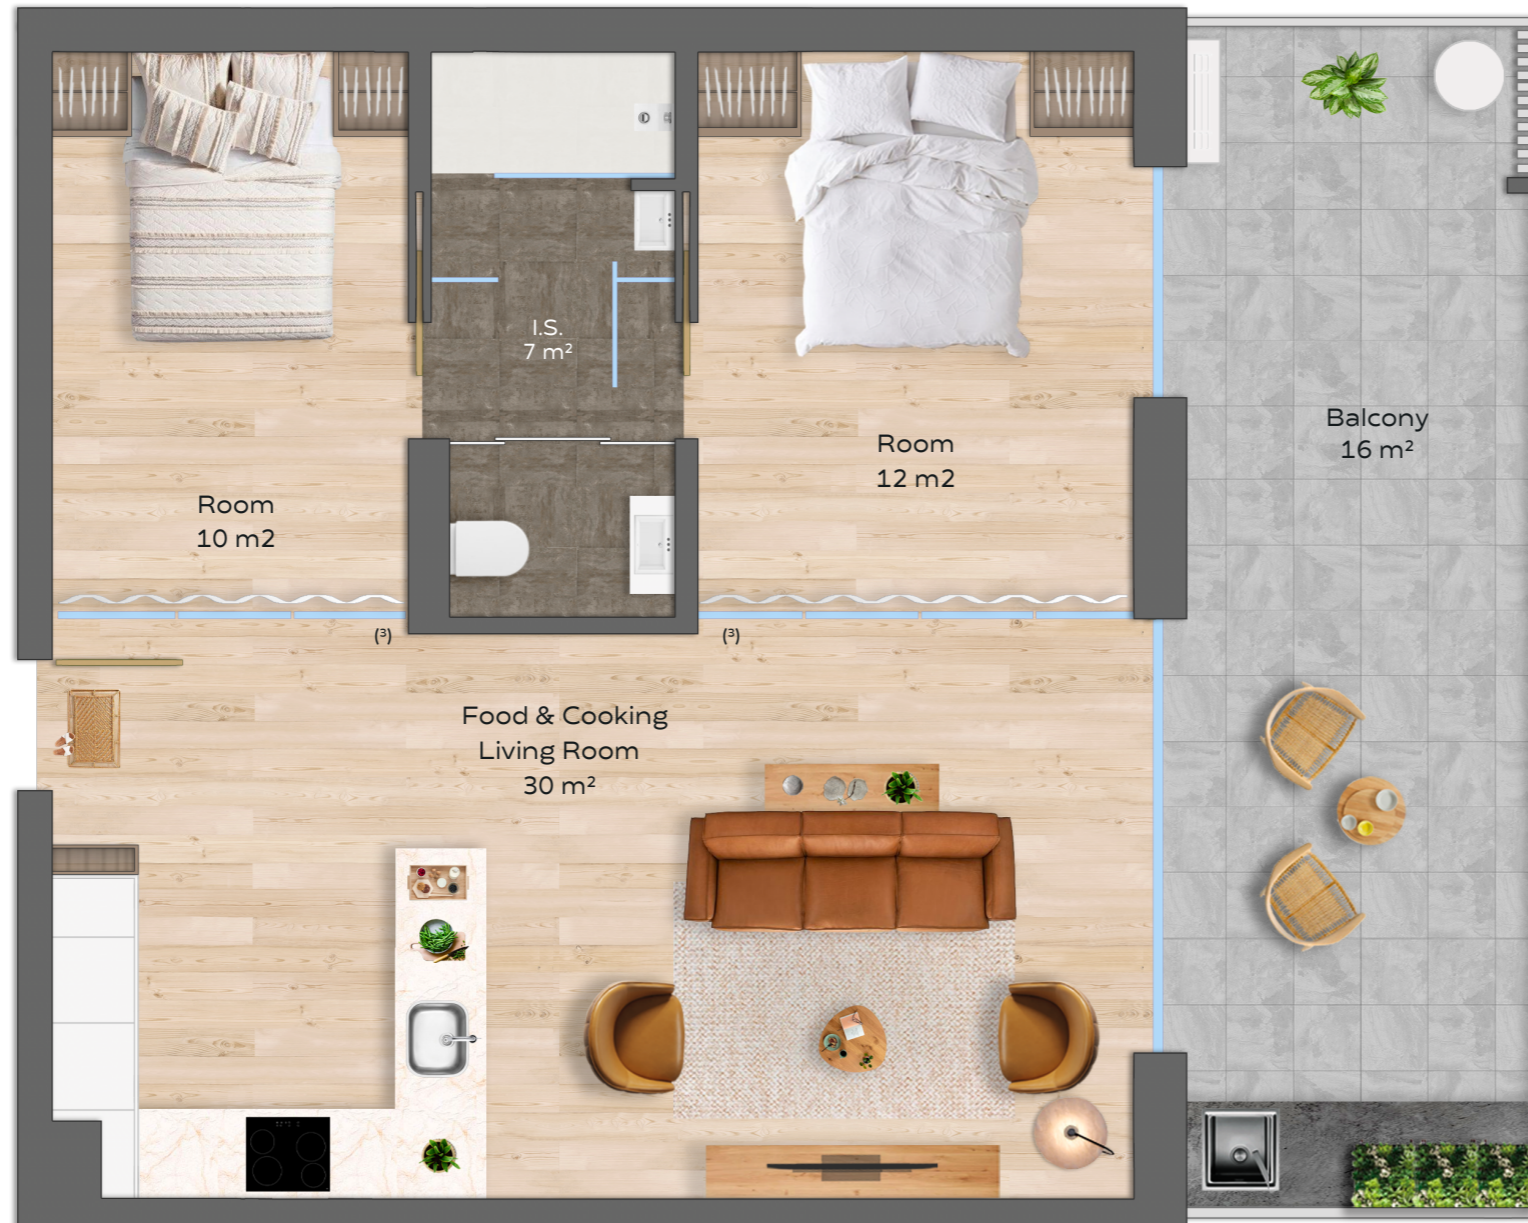 I.S.
7 m²
Balcony
16 m²
Room
12 m2
Room
10 m2
(³)
(³)
Food & Cooking
Living Room
30 m²